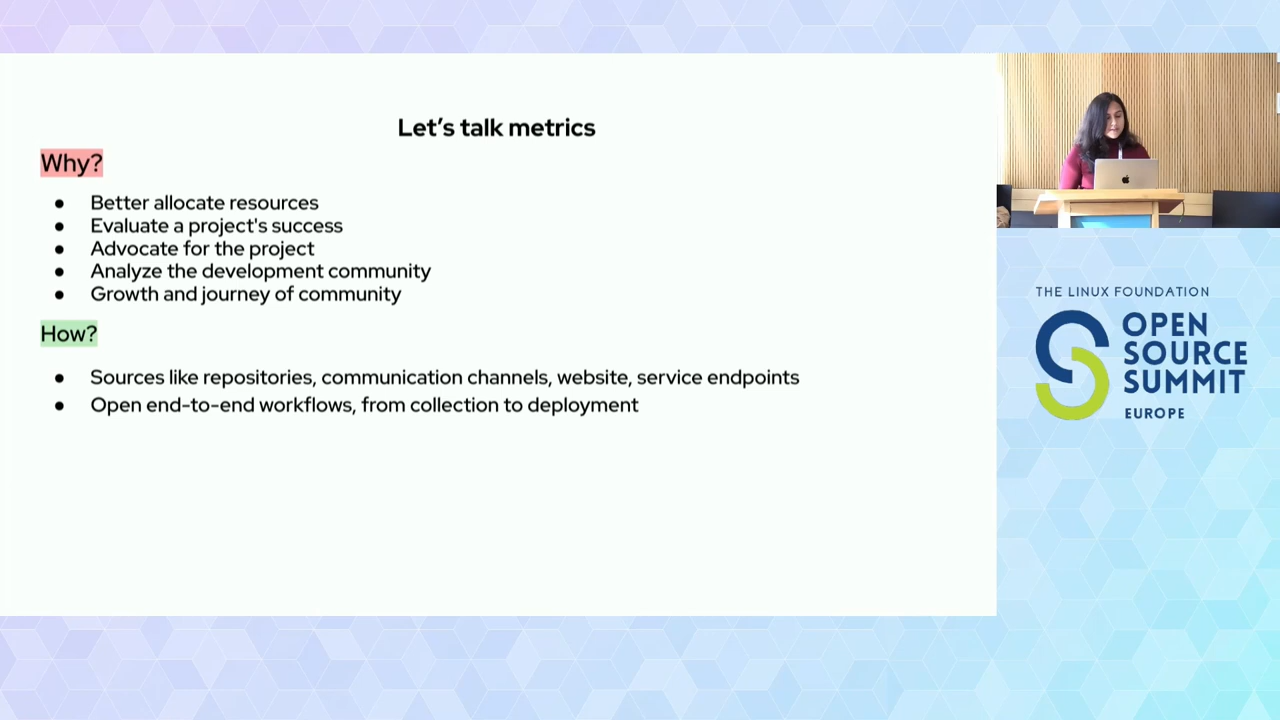 Let's talk metrics
Why?
● Better allocate resources
● Evaluate a project's success
● Advocate for the project
● Analyze the development community
● Growth and journey of community
How?
● Sources like repositories, communication channels, website, service endpoints
● Open end-to-end workflows, from collection to deployment
THE LINUX FOUNDATION
OPEN
SOURCE
SUMMIT
EUROPE